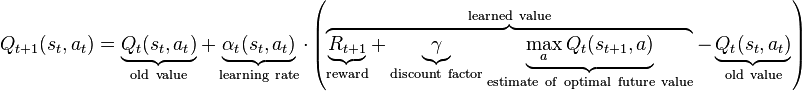 learned value
Q_{t+1}(s_t, a_t) = Q_t(s_t, a_t) + α_t(s_t, a_t) · ( R_{t+1} + γ max_a Q_t(s_{t+1}, a) − Q_t(s_t, a_t) )
old value learning rate reward discount factor estimate of optimal future value old value